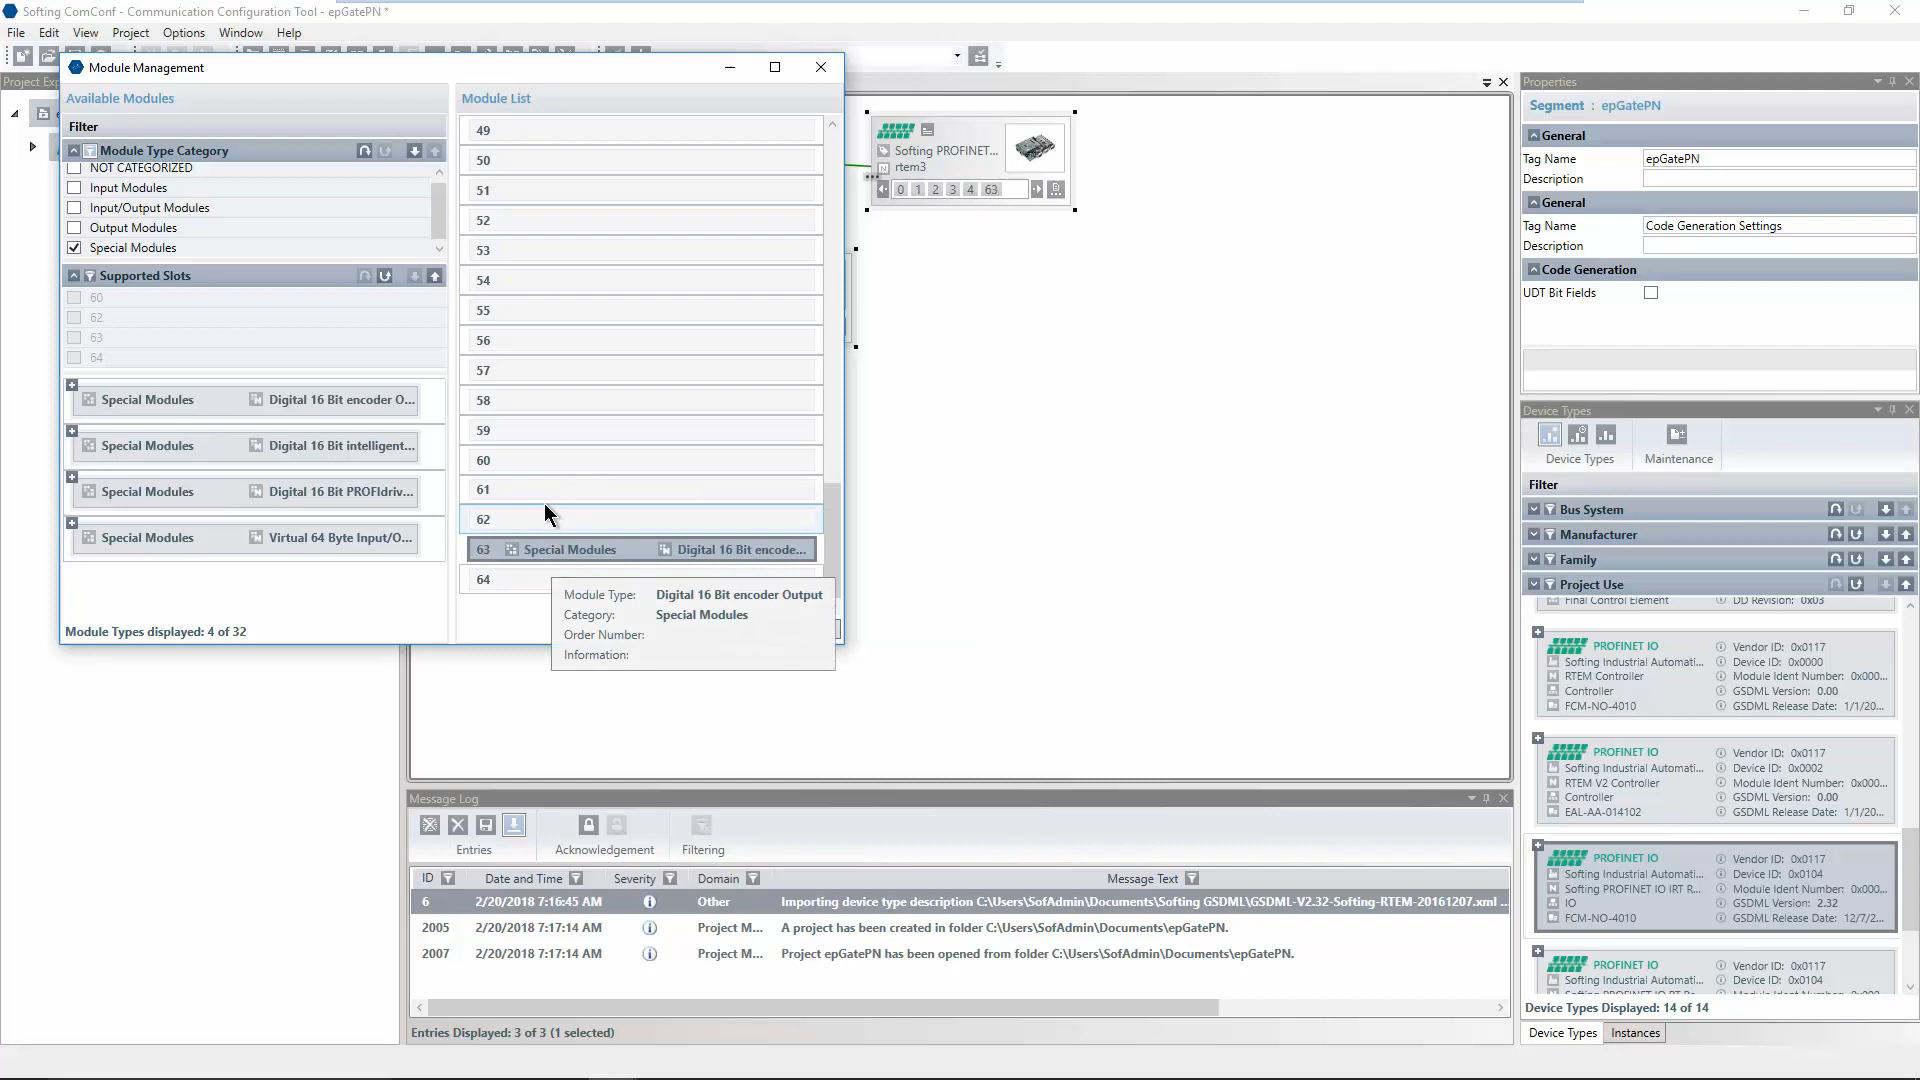 Softing ComConf - Communication Configuration Tool - epGatePN *
File Edit View Project Options Window Help
Module Management
Available Modules
Filter
Module Type Category
NOT CATEGORIZED
Input Modules
Input/Output Modules
Output Modules
Special Modules
Supported Slots
60
62
63
64
Special Modules Digital 16 Bit encoder O...
Special Modules Digital 16 Bit intelligent...
Special Modules Digital 16 Bit PROFIdriv...
Special Modules Virtual 64 Byte Input/O...
Module Types displayed: 4 of 32
Module List
49
50
51
52
53
54
55
56
57
58
59
60
61
62
63 Special Modules Digital 16 Bit encode...
64
Module Type: Digital 16 Bit encoder Output
Category: Special Modules
Order Number:
Information:
Softing PROFINET...
rtem3
0 1 2 3 4 63
Message Log
Entries Acknowledgement Filtering
ID Date and Time Severity Domain Message Text
6 2/20/2018 7:16:45 AM Other Importing device type description C:\Users\SofAdmin\Documents\Softing GSDML\GSDML-V2.32-Softing-RTEM-20161207.xml ...
2005 2/20/2018 7:17:14 AM Project M... A project has been created in folder C:\Users\SofAdmin\Documents\epGatePN.
2007 2/20/2018 7:17:14 AM Project M... Project epGatePN has been opened from folder C:\Users\SofAdmin\Documents\epGatePN.
Entries Displayed: 3 of 3 (1 selected)
Properties
Segment : epGatePN
General
Tag Name epGatePN
Description
General
Tag Name Code Generation Settings
Description
Code Generation
UDT Bit Fields
Device Types
Device Types Maintenance
Filter
Bus System
Manufacturer
Family
Project Use
Final Control Element DD Revision: 0x03
PROFINET IO Vendor ID: 0x0117
Softing Industrial Automati... Device ID: 0x0000
RTEM Controller Module Ident Number: 0x000...
Controller GSDML Version: 0.00
FCM-NO-4010 GSDML Release Date: 1/1/20...
PROFINET IO Vendor ID: 0x0117
Softing Industrial Automati... Device ID: 0x0002
RTEM V2 Controller Module Ident Number: 0x000...
Controller GSDML Version: 0.00
EAL-AA-014102 GSDML Release Date: 1/1/20...
PROFINET IO Vendor ID: 0x0117
Softing Industrial Automati... Device ID: 0x0104
Softing PROFINET IO IRT R... Module Ident Number: 0x000...
IO GSDML Version: 2.32
FCM-NO-4010 GSDML Release Date: 12/7/2...
PROFINET IO Vendor ID: 0x0117
Softing Industrial Automati... Device ID: 0x0104
Device Types Displayed: 14 of 14
Device Types Instances